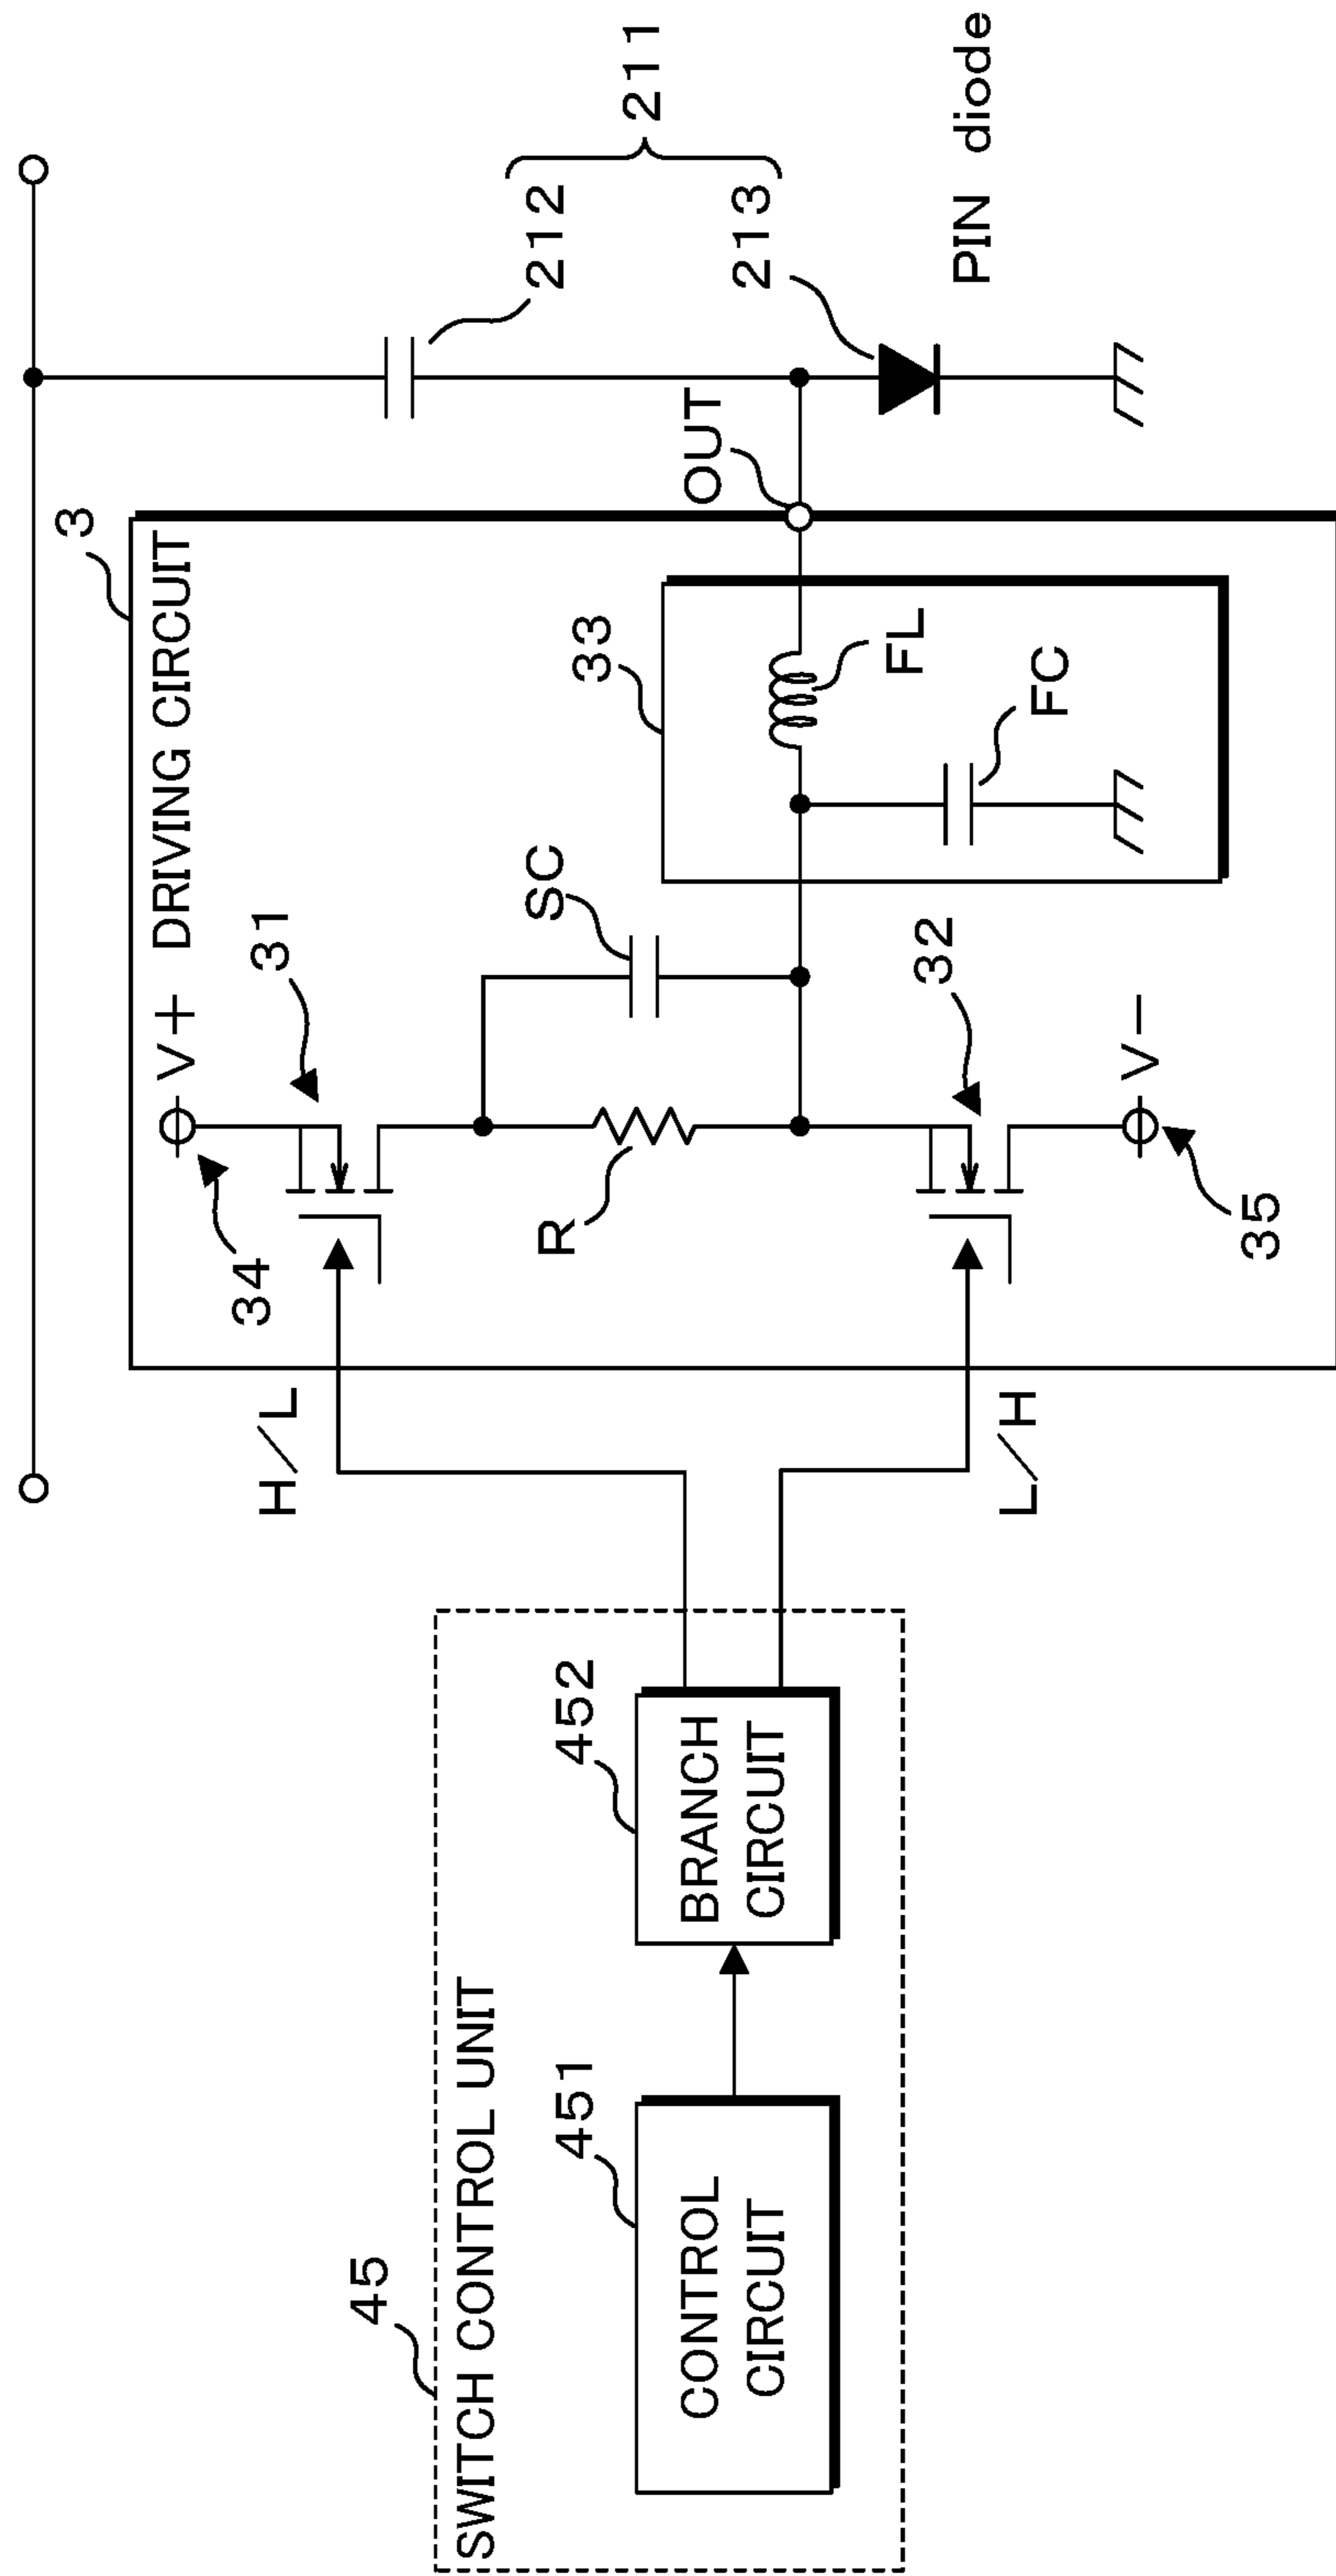 3
DRIVING CIRCUIT
V+
34
31
H/L
R
SC
33
FL
FC
OUT
212
213
211
PIN diode
32
L/H
V-
35
45
SWITCH CONTROL UNIT
451
CONTROL
CIRCUIT
452
BRANCH
CIRCUIT